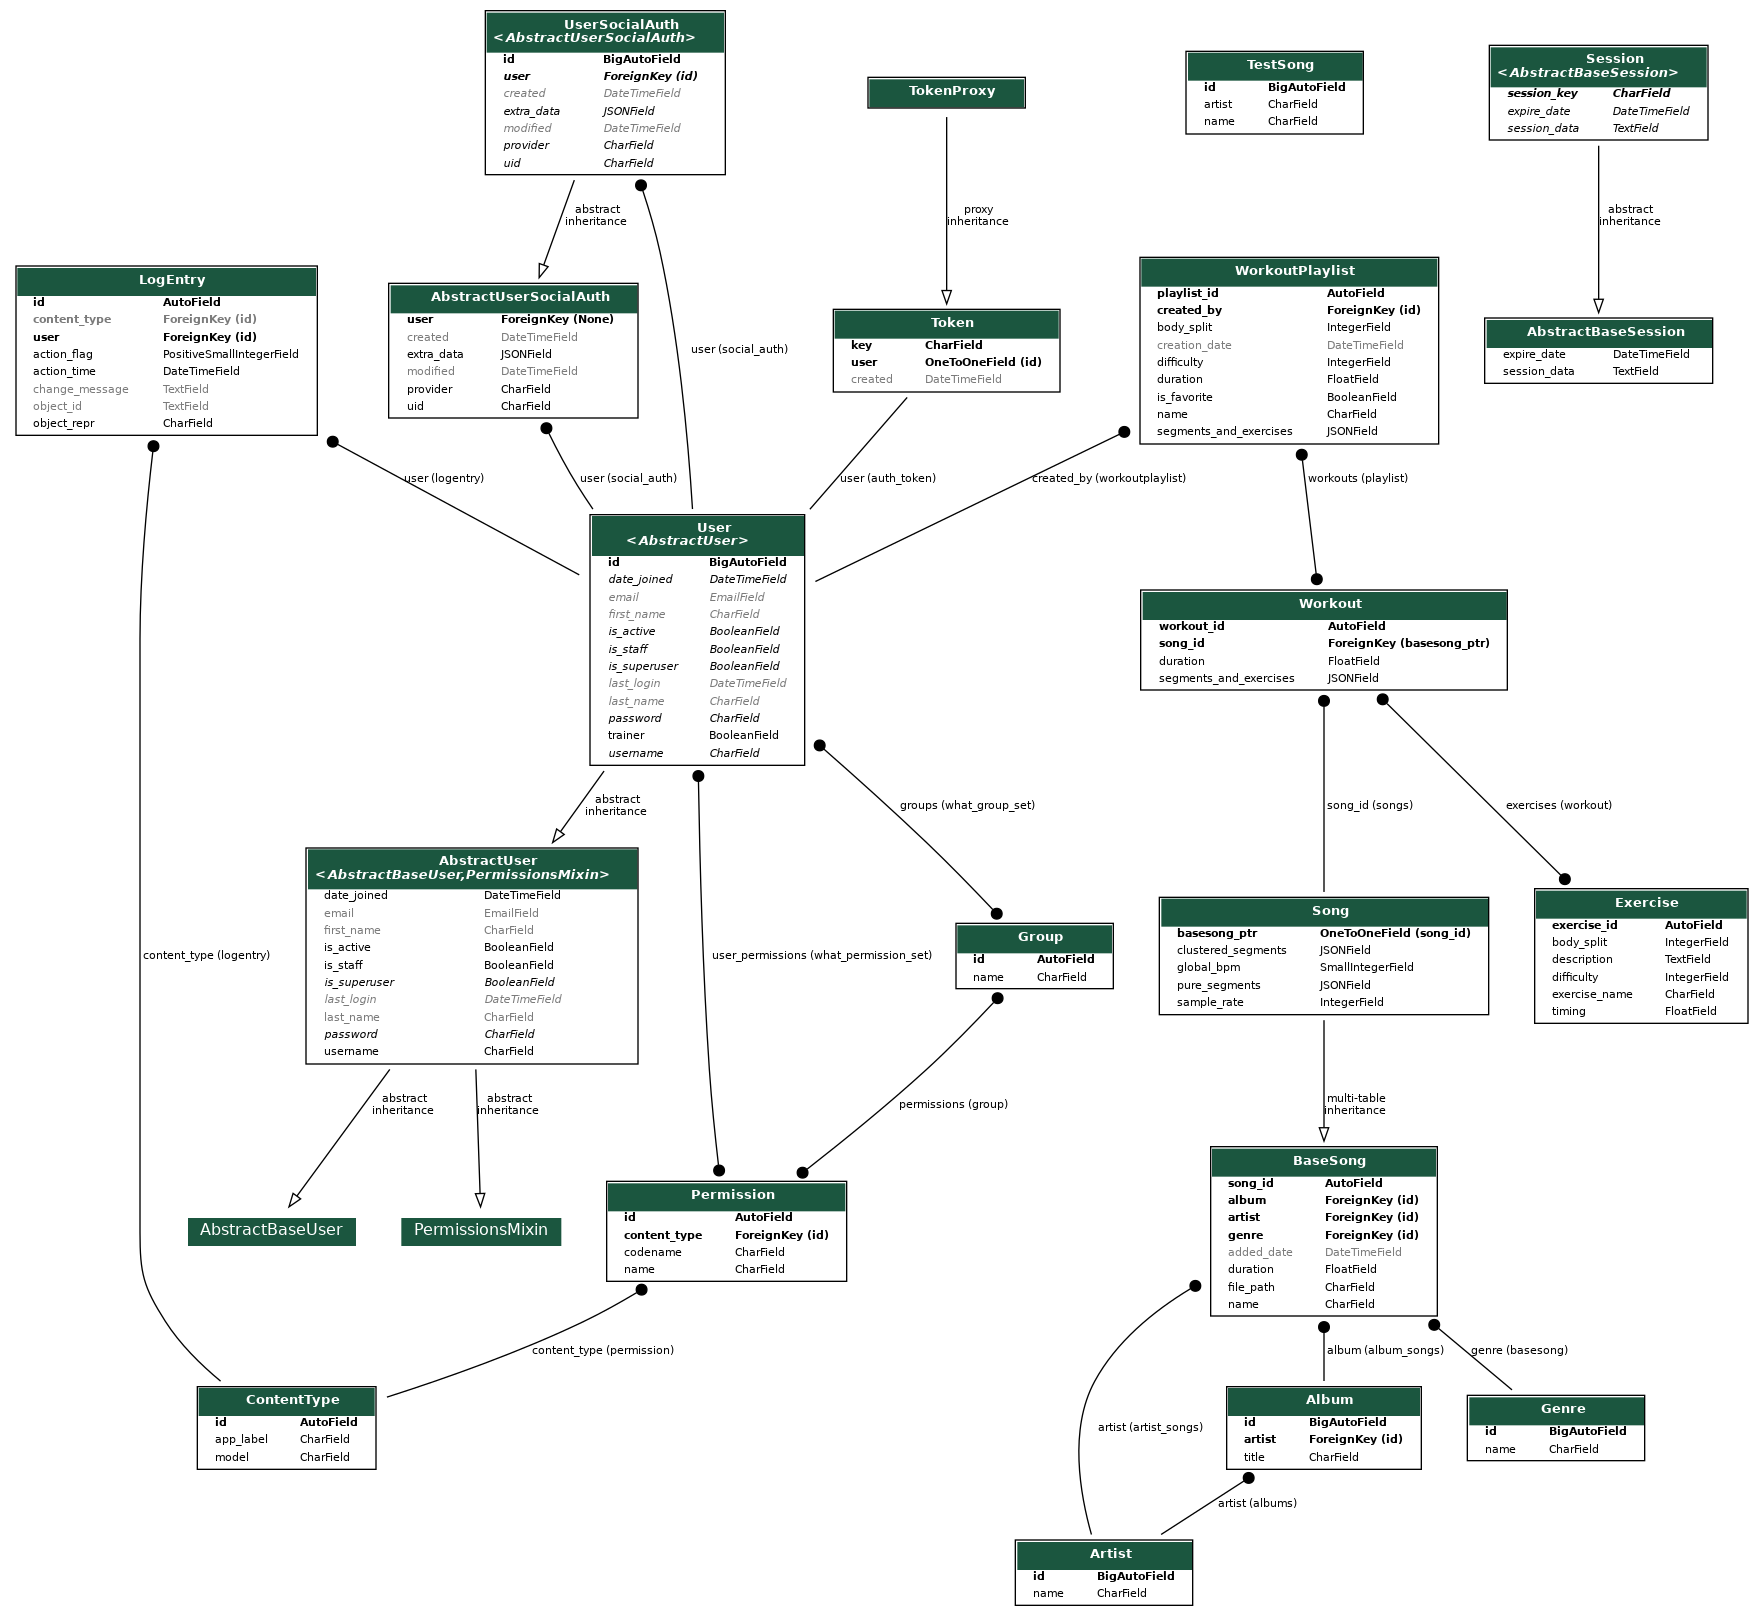 UserSocialAuth
<AbstractUserSocialAuth>
id BigAutoField
user ForeignKey (id)
created DateTimeField
extra_data JSONField
modified DateTimeField
provider CharField
uid CharField
TokenProxy
TestSong
id BigAutoField
artist CharField
name CharField
Session
<AbstractBaseSession>
session_key CharField
expire_date DateTimeField
session_data TextField
abstract
inheritance
proxy
inheritance
abstract
inheritance
LogEntry
id AutoField
content_type ForeignKey (id)
user ForeignKey (id)
action_flag PositiveSmallIntegerField
action_time DateTimeField
change_message TextField
object_id TextField
object_repr CharField
AbstractUserSocialAuth
user ForeignKey (None)
created DateTimeField
extra_data JSONField
modified DateTimeField
provider CharField
uid CharField
user (social_auth)
Token
key CharField
user OneToOneField (id)
created DateTimeField
WorkoutPlaylist
playlist_id AutoField
created_by ForeignKey (id)
body_split IntegerField
creation_date DateTimeField
difficulty IntegerField
duration FloatField
is_favorite BooleanField
name CharField
segments_and_exercises JSONField
AbstractBaseSession
expire_date DateTimeField
session_data TextField
user (logentry)
user (social_auth)
user (auth_token)
created_by (workoutplaylist)
workouts (playlist)
User
<AbstractUser>
id BigAutoField
date_joined DateTimeField
email EmailField
first_name CharField
is_active BooleanField
is_staff BooleanField
is_superuser BooleanField
last_login DateTimeField
last_name CharField
password CharField
trainer BooleanField
username CharField
Workout
workout_id AutoField
song_id ForeignKey (basesong_ptr)
duration FloatField
segments_and_exercises JSONField
abstract
inheritance
groups (what_group_set)
song_id (songs)
exercises (workout)
AbstractUser
<AbstractBaseUser,PermissionsMixin>
date_joined DateTimeField
email EmailField
first_name CharField
is_active BooleanField
is_staff BooleanField
is_superuser BooleanField
last_login DateTimeField
last_name CharField
password CharField
username CharField
content_type (logentry)
user_permissions (what_permission_set)
Group
id AutoField
name CharField
Song
basesong_ptr OneToOneField (song_id)
clustered_segments JSONField
global_bpm SmallIntegerField
pure_segments JSONField
sample_rate IntegerField
Exercise
exercise_id AutoField
body_split IntegerField
description TextField
difficulty IntegerField
exercise_name CharField
timing FloatField
abstract
inheritance
abstract
inheritance
permissions (group)
multi-table
inheritance
AbstractBaseUser
PermissionsMixin
Permission
id AutoField
content_type ForeignKey (id)
codename CharField
name CharField
BaseSong
song_id AutoField
album ForeignKey (id)
artist ForeignKey (id)
genre ForeignKey (id)
added_date DateTimeField
duration FloatField
file_path CharField
name CharField
content_type (permission)
album (album_songs)
genre (basesong)
ContentType
id AutoField
app_label CharField
model CharField
artist (artist_songs)
Album
id BigAutoField
artist ForeignKey (id)
title CharField
Genre
id BigAutoField
name CharField
artist (albums)
Artist
id BigAutoField
name CharField